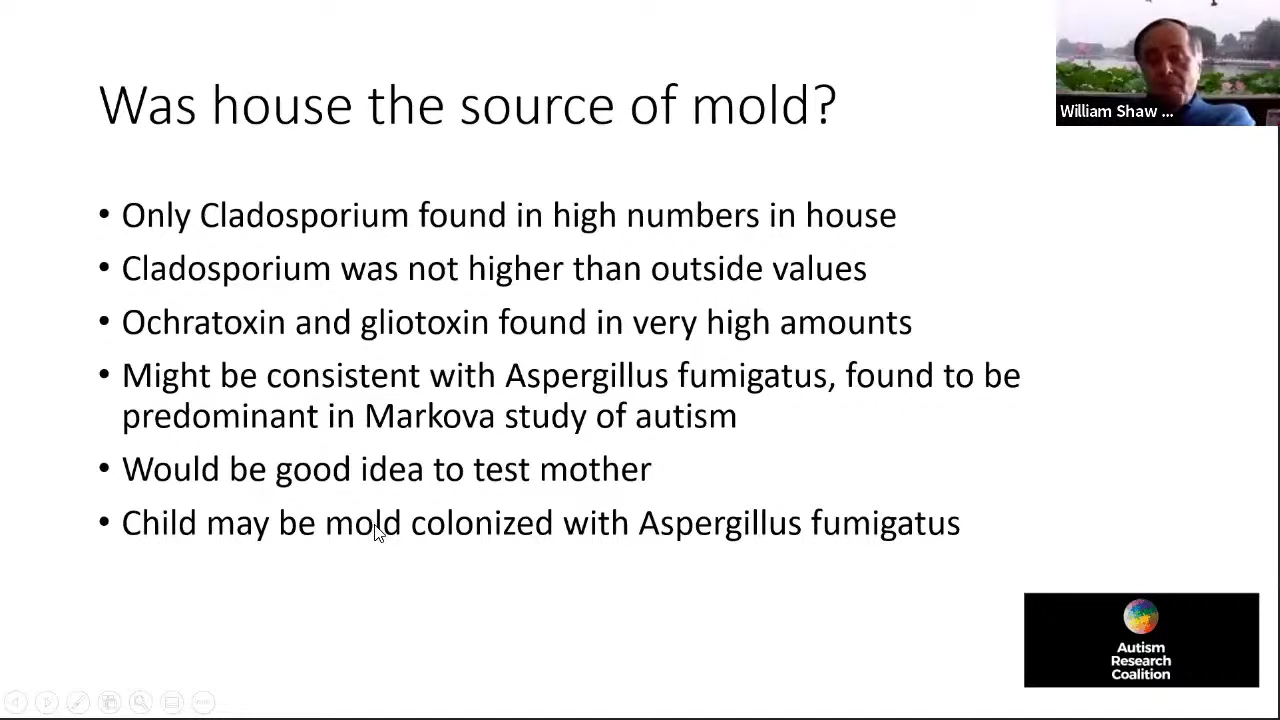 Was house the source of mold?
William Shaw ...
• Only Cladosporium found in high numbers in house
• Cladosporium was not higher than outside values
• Ochratoxin and gliotoxin found in very high amounts
• Might be consistent with Aspergillus fumigatus, found to be
predominant in Markova study of autism
• Would be good idea to test mother
• Child may be mold colonized with Aspergillus fumigatus
Autism
Research
Coalition